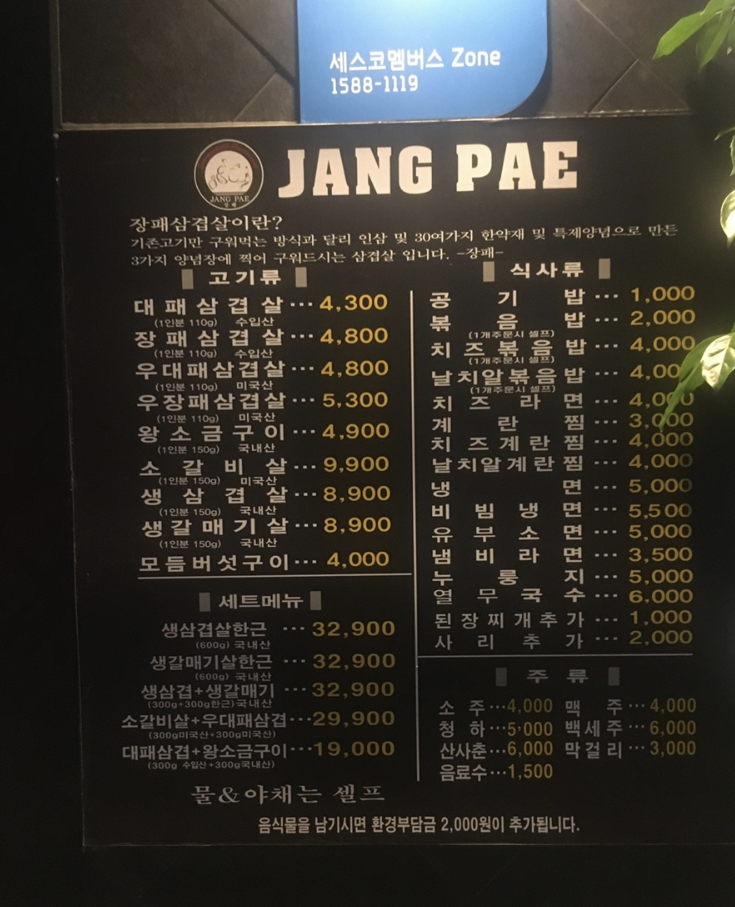 세스코멤버스 Zone
1588-1119
JANG PAE
장패
JANG PAE
장패삼겹살이란?
기존고기만 구워먹는 방식과 달리 인삼 및 30여가지 한약재 및 특제양념으로 만든
3가지 양념장에 찍어 구워드시는 삼겹살 입니다. -장패-
고기류
대패삼겹살···4,300
(1인분 110g) 수입산
장패삼겹살···4,800
(1인분 110g) 수입산
우대패삼겹살···4,800
(1인분 110g) 미국산
우장패삼겹살···5,300
(1인분 110g) 미국산
왕소금구이···4,900
(1인분 150g) 국내산
소갈비살···9,900
(1인분 150g) 미국산
생삼겹살···8,900
(1인분 150g) 국내산
생갈매기살···8,900
(1인분 150g) 국내산
모듬버섯구이···4,000
세트메뉴
생삼겹살한근 ···32,900
(600g) 국내산
생갈매기살한근 ···32,900
(600g) 국내산
생삼겹+생갈매기 ···32,900
(300g+300g한근)국내산
소갈비살+우대패삼겹···29,900
(300g미국산+300g미국산)
대패삼겹+왕소금구이···19,000
(300g 수입산+300g국내산)
물&야채는 셀프
식사류
공기밥···1,000
볶음밥···2,000
(1개주문시 셀프)
치즈볶음밥···4,000
(1개주문시 셀프)
날치알볶음밥···4,000
(1개주문시 셀프)
치즈라면···4,000
계란찜···3,000
치즈계란찜···4,000
날치알계란찜···4,000
냉면···5,000
비빔냉면···5,500
유부소면···5,000
냄비라면···3,500
누룽지···5,000
열무국수···6,000
된장찌개추가···1,000
사리추가···2,000
주류
소주···4,000 맥주···4,000
청하···5,000 백세주···6,000
산사춘···6,000 막걸리···3,000
음료수···1,500
음식물을 남기시면 환경부담금 2,000원이 추가됩니다.